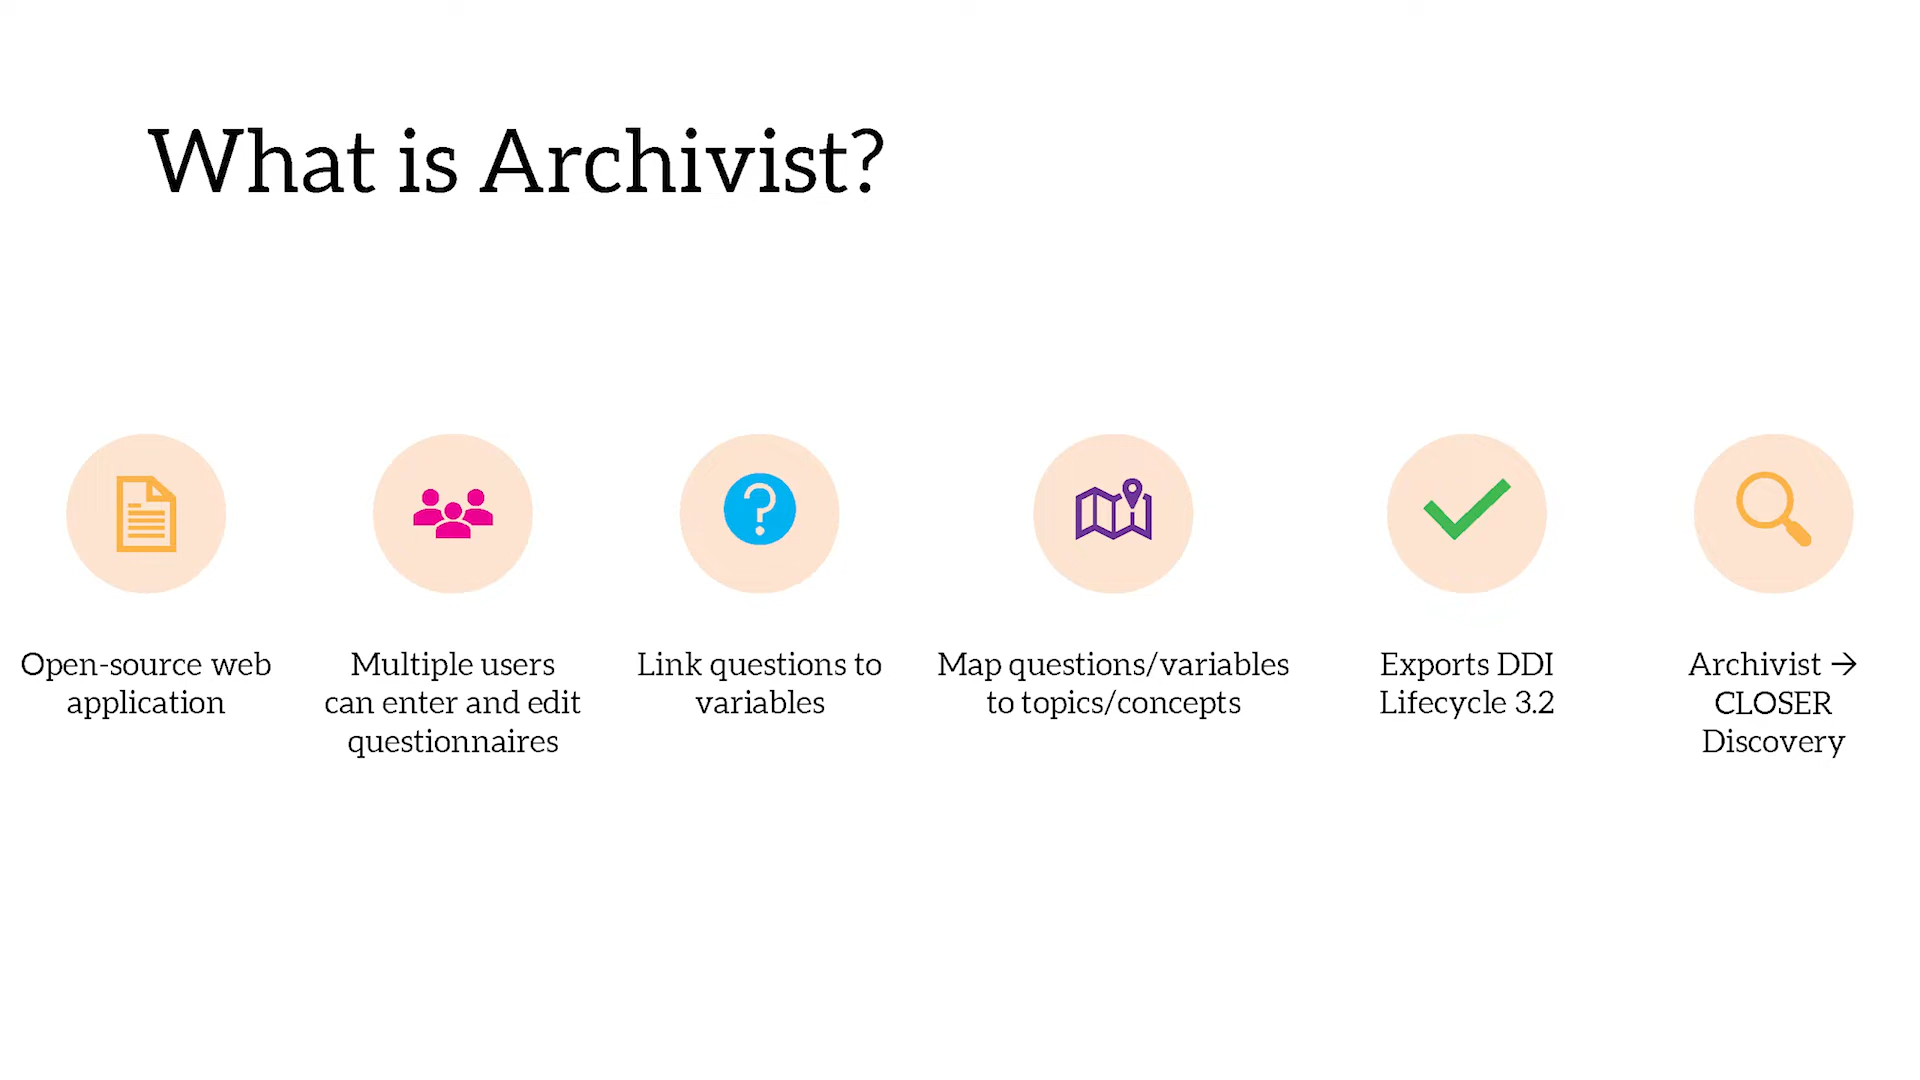 What is Archivist?
Open-source web
application
Multiple users
can enter and edit
questionnaires
Link questions to
variables
Map questions/variables
to topics/concepts
Exports DDI
Lifecycle 3.2
Archivist →
CLOSER
Discovery